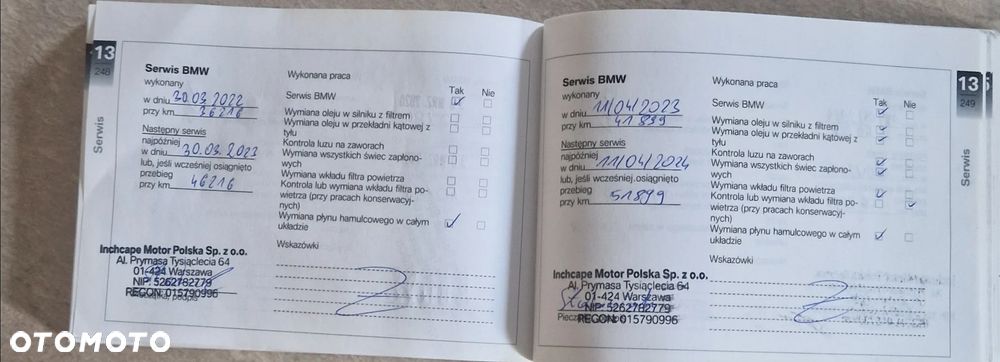 13
248
Serwis
Serwis BMW
wykonany
w dniu 30.03.2022
przy km 36216
Następny serwis
najpóźniej
w dniu 30.03.2023
lub, jeśli wcześniej osiągnięto
przebieg
przy km 46216
Inchcape Motor Polska Sp. z o.o.
Al. Prymasa Tysiąclecia 64
01-424 Warszawa
NIP: 5262782779
REGON: 015790996
Wykonana praca
Tak Nie
Serwis BMW
Wymiana oleju w silniku z filtrem
Wymiana oleju w przekładni kątowej z
tyłu
Kontrola luzu na zaworach
Wymiana wszystkich świec zapłono-
wych
Wymiana wkładu filtra powietrza
Kontrola lub wymiana wkładu filtra po-
wietrza (przy pracach konserwacyj-
nych)
Wymiana płynu hamulcowego w całym
układzie
Wskazówki
Serwis BMW
wykonany
w dniu 11/04/2023
przy km 41899
Następny serwis
najpóźniej
w dniu 11/04/2024
lub, jeśli wcześniej osiągnięto
przebieg
przy km 51899
Inchcape Motor Polska Sp. z o.o.
Al. Prymasa Tysiąclecia 64
01-424 Warszawa
NIP: 5262782779
REGON: 015790996
Wykonana praca
Tak Nie
Serwis BMW
Wymiana oleju w silniku z filtrem
Wymiana oleju w przekładni kątowej z
tyłu
Kontrola luzu na zaworach
Wymiana wszystkich świec zapłono-
wych
Wymiana wkładu filtra powietrza
Kontrola lub wymiana wkładu filtra po-
wietrza (przy pracach konserwacyj-
nych)
Wymiana płynu hamulcowego w całym
układzie
Wskazówki
13
249
Serwis
OTOMOTO